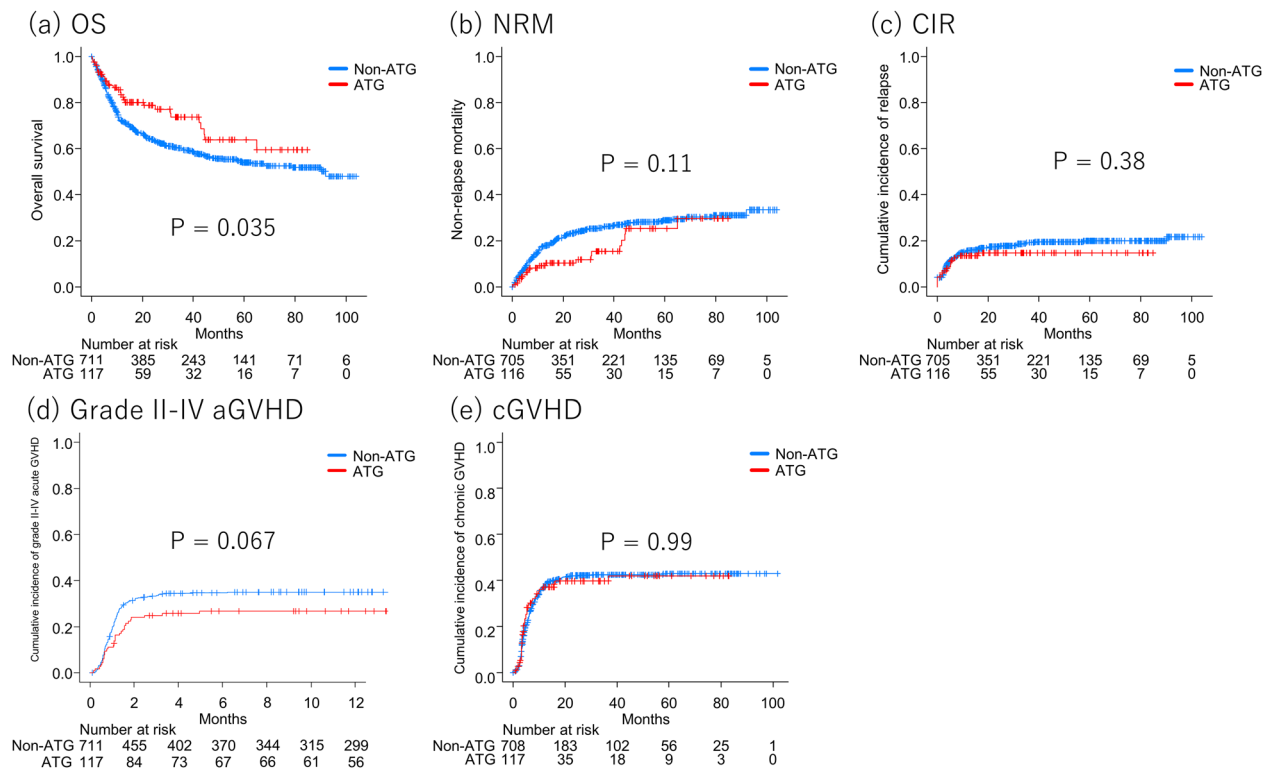 (a) OS
Overall survival
1.0
0.8
0.6
0.4
0.2
0.0
Non-ATG
ATG
P = 0.035
0 20 40 60 80 100
Months
Number at risk
Non-ATG 711 385 243 141 71 6
ATG 117 59 32 16 7 0
(b) NRM
Non-relapse mortality
1.0
0.8
0.6
0.4
0.2
0.0
Non-ATG
ATG
P = 0.11
0 20 40 60 80 100
Months
Number at risk
Non-ATG 705 351 221 135 69 5
ATG 116 55 30 15 7 0
(c) CIR
Cumulative incidence of relapse
1.0
0.8
0.6
0.4
0.2
0.0
Non-ATG
ATG
P = 0.38
0 20 40 60 80 100
Months
Number at risk
Non-ATG 705 351 221 135 69 5
ATG 116 55 30 15 7 0
(d) Grade II-IV aGVHD
Cumulative incidence of grade II-IV acute GVHD
1.0
0.8
0.6
0.4
0.2
0.0
Non-ATG
ATG
P = 0.067
0 2 4 6 8 10 12
Months
Number at risk
Non-ATG 711 455 402 370 344 315 299
ATG 117 84 73 67 66 61 56
(e) cGVHD
Cumulative incidence of chronic GVHD
1.0
0.8
0.6
0.4
0.2
0.0
Non-ATG
ATG
P = 0.99
0 20 40 60 80 100
Months
Number at risk
Non-ATG 708 183 102 56 25 1
ATG 117 35 18 9 3 0